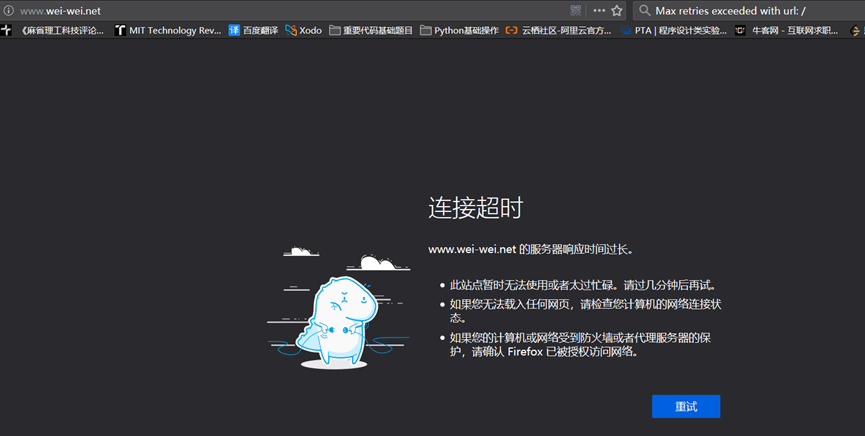 www.wei-wei.net
Max retries exceeded with url: /
《麻省理工科技评论...
MIT Technology Rev...
译 百度翻译
Xodo
重要代码基础题目
Python基础操作
云栖社区-阿里云官方...
PTA | 程序设计类实验...
牛客网 - 互联网求职...
连接超时
www.wei-wei.net 的服务器响应时间过长。
此站点暂时无法使用或者太过忙碌。请过几分钟后再试。
如果您无法载入任何网页，请检查您计算机的网络连接状
态。
如果您的计算机或网络受到防火墙或者代理服务器的保
护，请确认 Firefox 已被授权访问网络。
重试